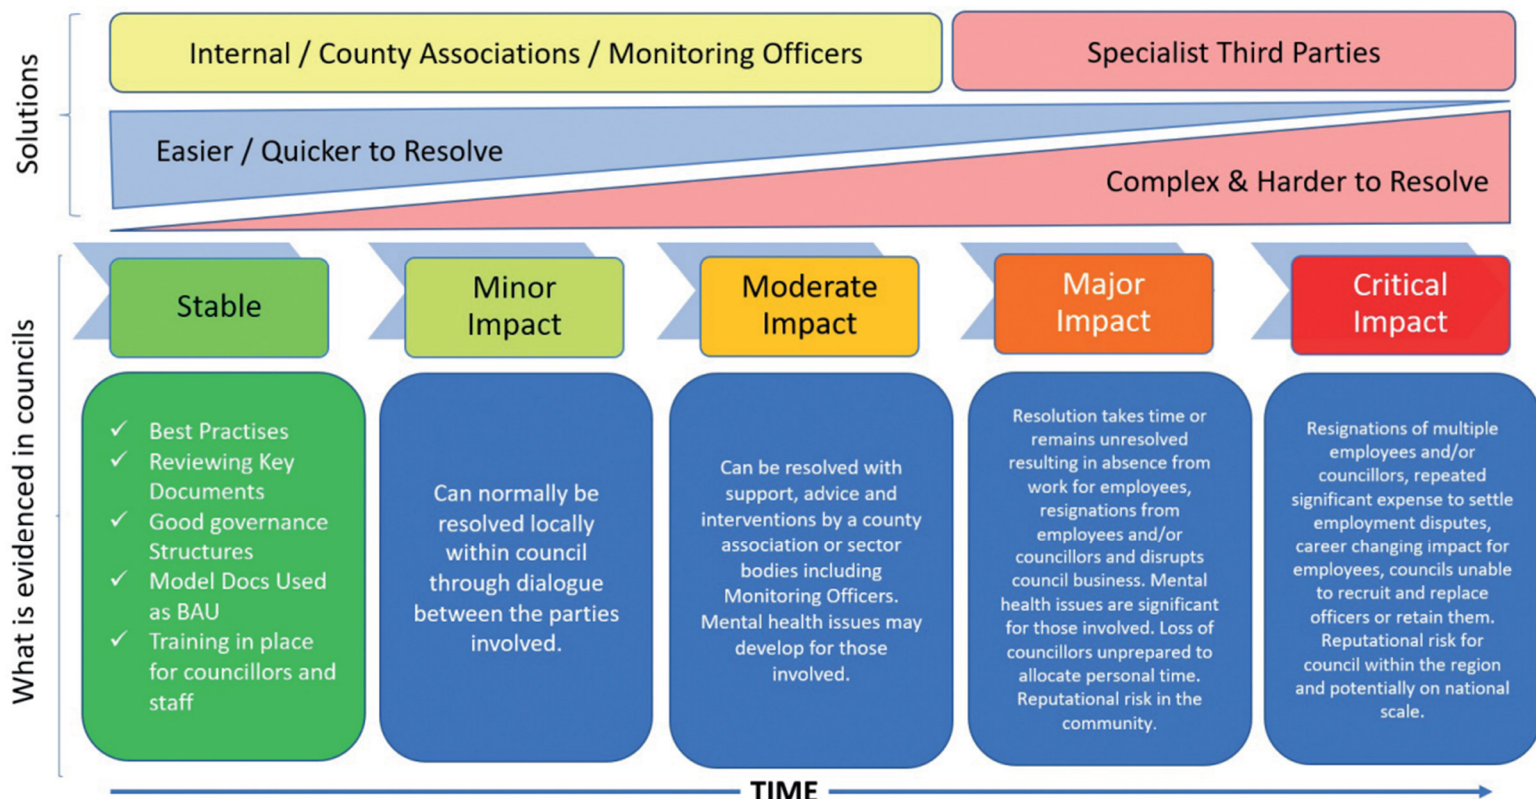 Solutions
Internal / County Associations / Monitoring Officers
Specialist Third Parties
Easier / Quicker to Resolve
Complex & Harder to Resolve
What is evidenced in councils
Stable
Minor
Impact
Moderate
Impact
Major
Impact
Critical
Impact
✓ Best Practises
✓ Reviewing Key
Documents
✓ Good governance
Structures
✓ Model Docs Used
as BAU
✓ Training in place
for councillors and
staff
Can normally be
resolved locally
within council
through dialogue
between the parties
involved.
Can be resolved with
support, advice and
interventions by a county
association or sector
bodies including
Monitoring Officers.
Mental health issues may
develop for those
involved.
Resolution takes time or
remains unresolved
resulting in absence from
work for employees,
resignations from
employees and/or
councillors and disrupts
council business. Mental
health issues are significant
for those involved. Loss of
councillors unprepared to
allocate personal time.
Reputational risk in the
community.
Resignations of multiple
employees and/or
councillors, repeated
significant expense to settle
employment disputes,
career changing impact for
employees, councils unable
to recruit and replace
officers or retain them.
Reputational risk for
council within the region
and potentially on national
scale.
TIME